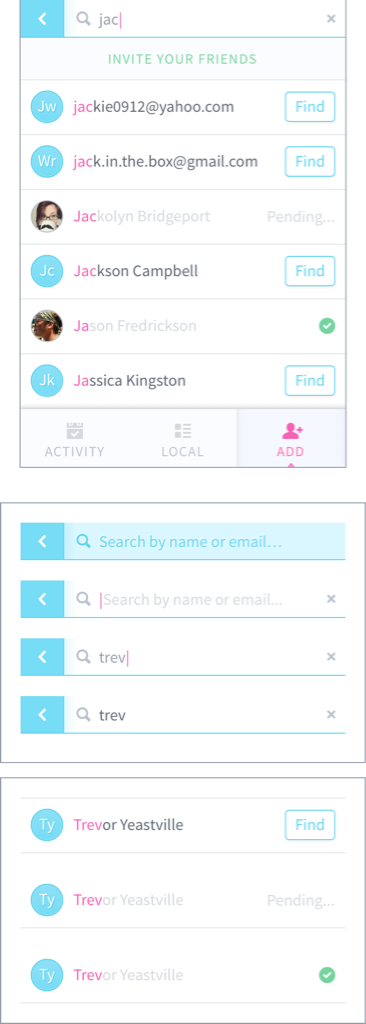 jac
INVITE YOUR FRIENDS
Jw jackie0912@yahoo.com Find
Wr jack.in.the.box@gmail.com Find
Jackolyn Bridgeport Pending...
Jc Jackson Campbell Find
Jason Fredrickson
Jk Jassica Kingston Find
ACTIVITY LOCAL ADD
Search by name or email...
Search by name or email...
trev
trev
Ty Trevor Yeastville Find
Ty Trevor Yeastville Pending...
Ty Trevor Yeastville